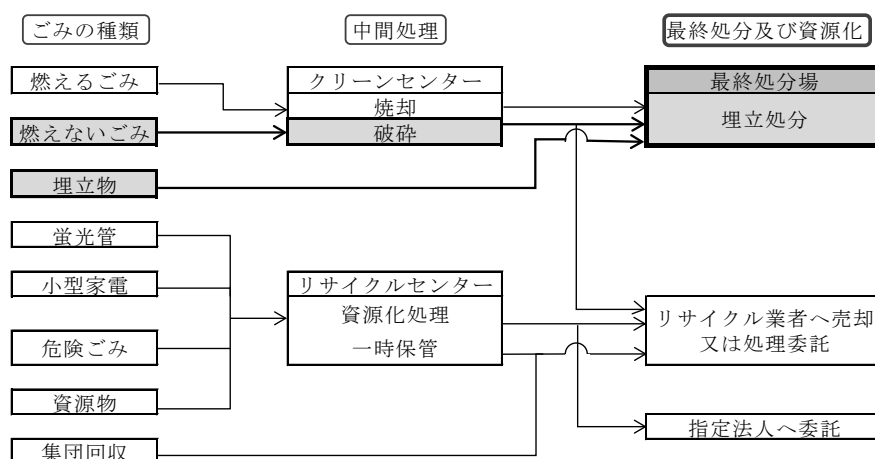 ごみの種類
中間処理
最終処分及び資源化
燃えるごみ
クリーンセンター
最終処分場
焼却
埋立処分
燃えないごみ
破砕
埋立物
蛍光管
小型家電
リサイクルセンター
資源化処理
一時保管
リサイクル業者へ売却
又は処理委託
危険ごみ
資源物
指定法人へ委託
集団回収